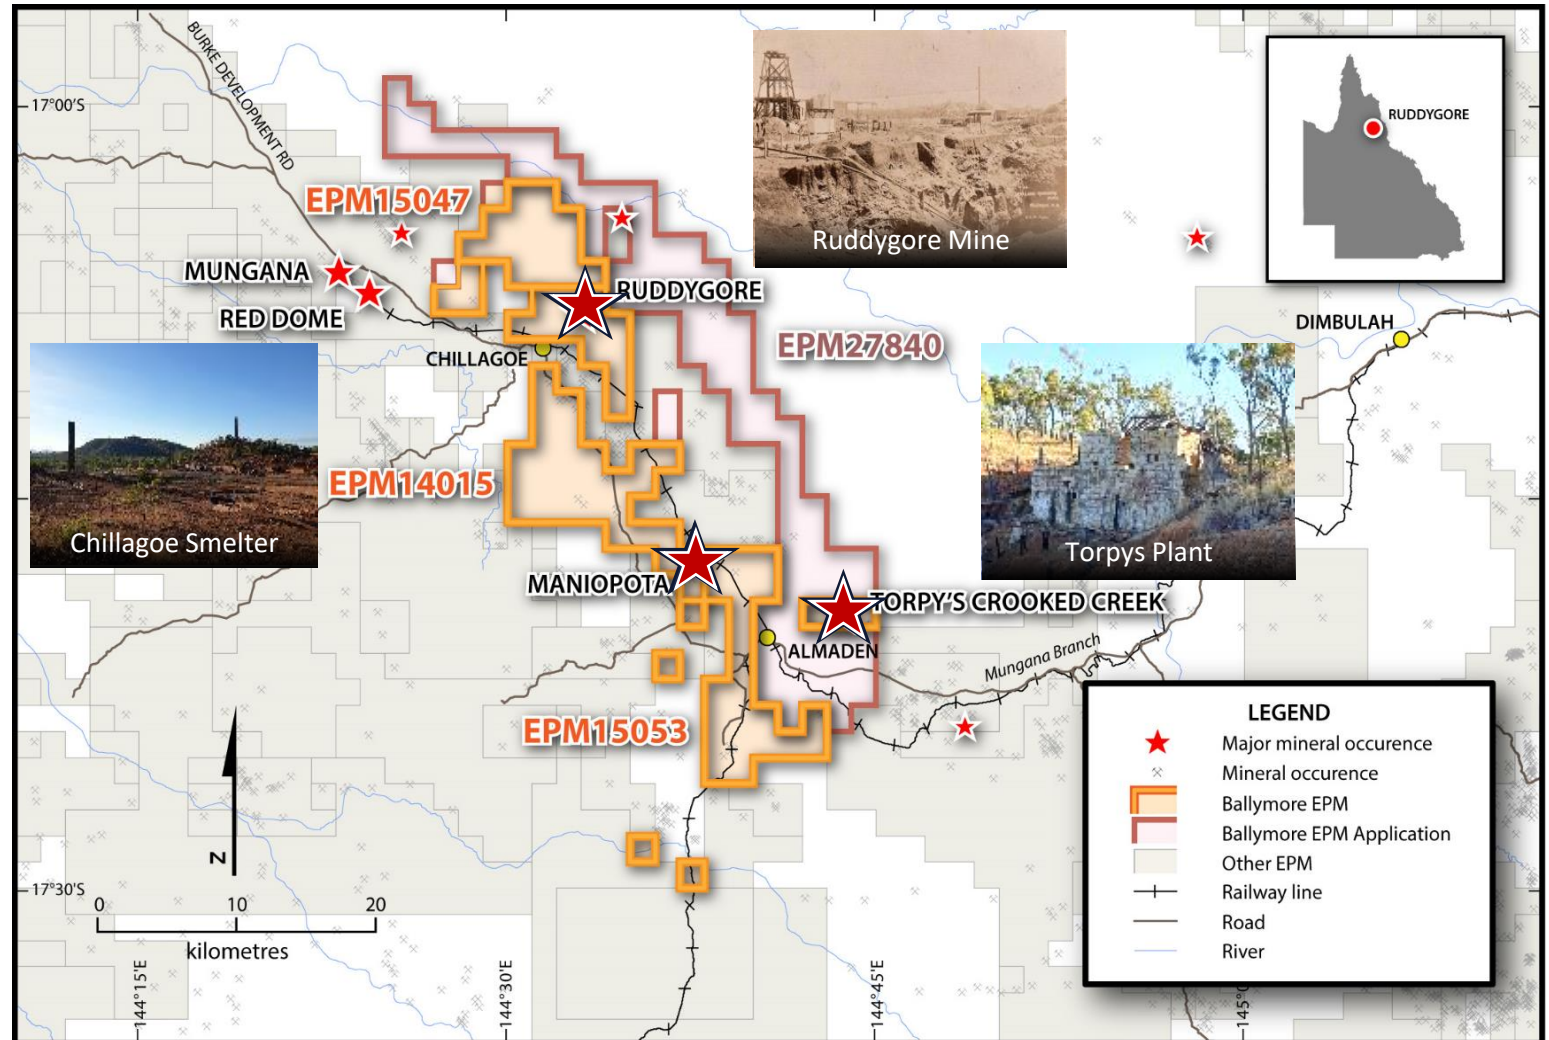 BURKE DEVELOPMENT RD
17°00'S
EPM15047
MUNGANA
RED DOME
RUDDYGORE
CHILLAGOE
Ruddygore Mine
RUDDYGORE
DIMBULAH
EPM27840
Chillagoe Smelter
EPM14015
Torpys Plant
MANIOPOTA
TORPY'S CROOKED CREEK
ALMADEN
Mungana Branch
EPM15053
LEGEND
Major mineral occurence
Mineral occurence
Ballymore EPM
Ballymore EPM Application
Other EPM
Railway line
Road
River
N
17°30'S
0 10 20
kilometres
144°15'E
144°30'E
144°45'E
145°